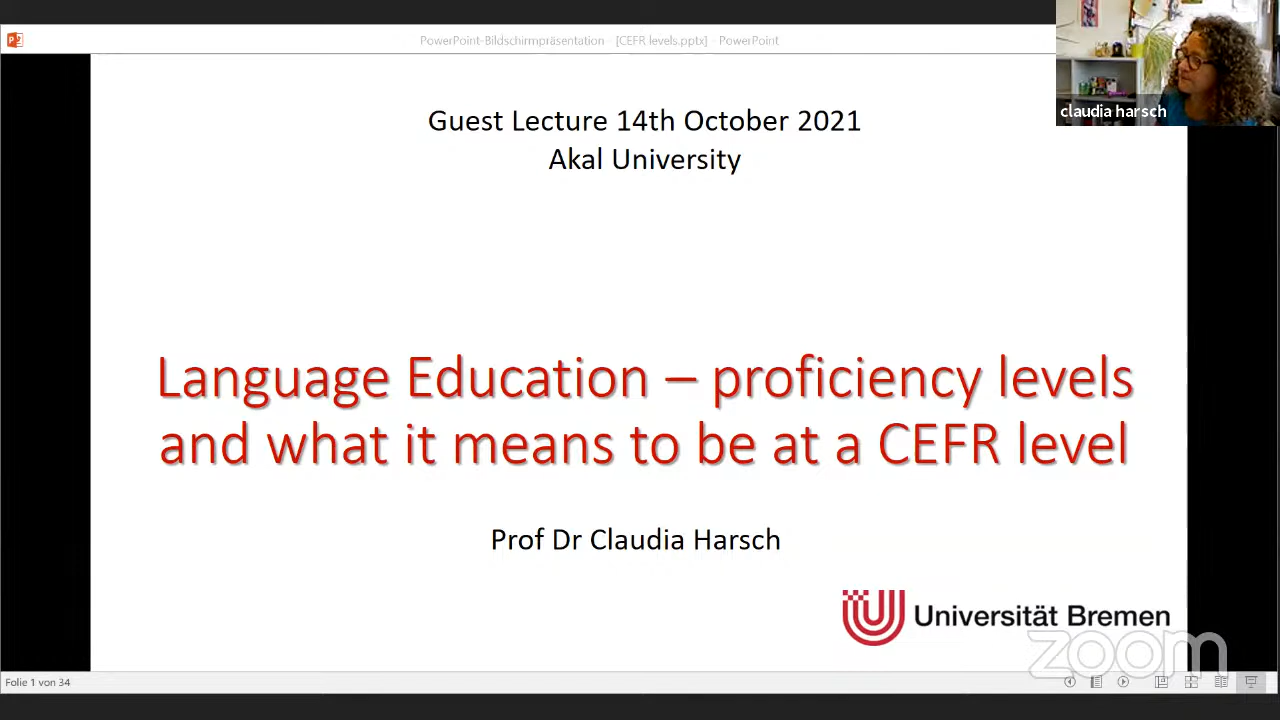 PowerPoint-Bildschirmpräsentation - [CEFR levels.pptx] - PowerPoint
claudia harsch
Guest Lecture 14th October 2021
Akal University
Language Education – proficiency levels
and what it means to be at a CEFR level
Prof Dr Claudia Harsch
Universität Bremen
zoom
Folie 1 von 34